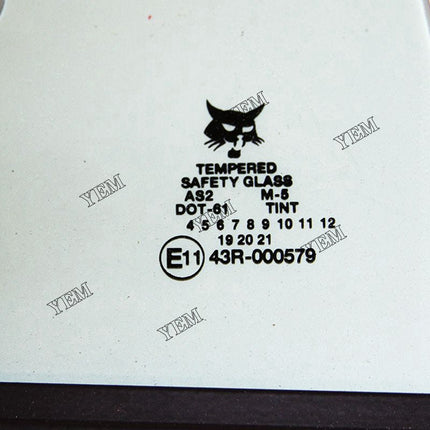 TEMPERED
SAFETY GLASS
AS2 M-5
DOT-61 TINT
4 5 6 7 8 9 10 11 12
19 20 21
E11 43R-000579
YEM
YEM
YEM
YEM
YEM
YEM